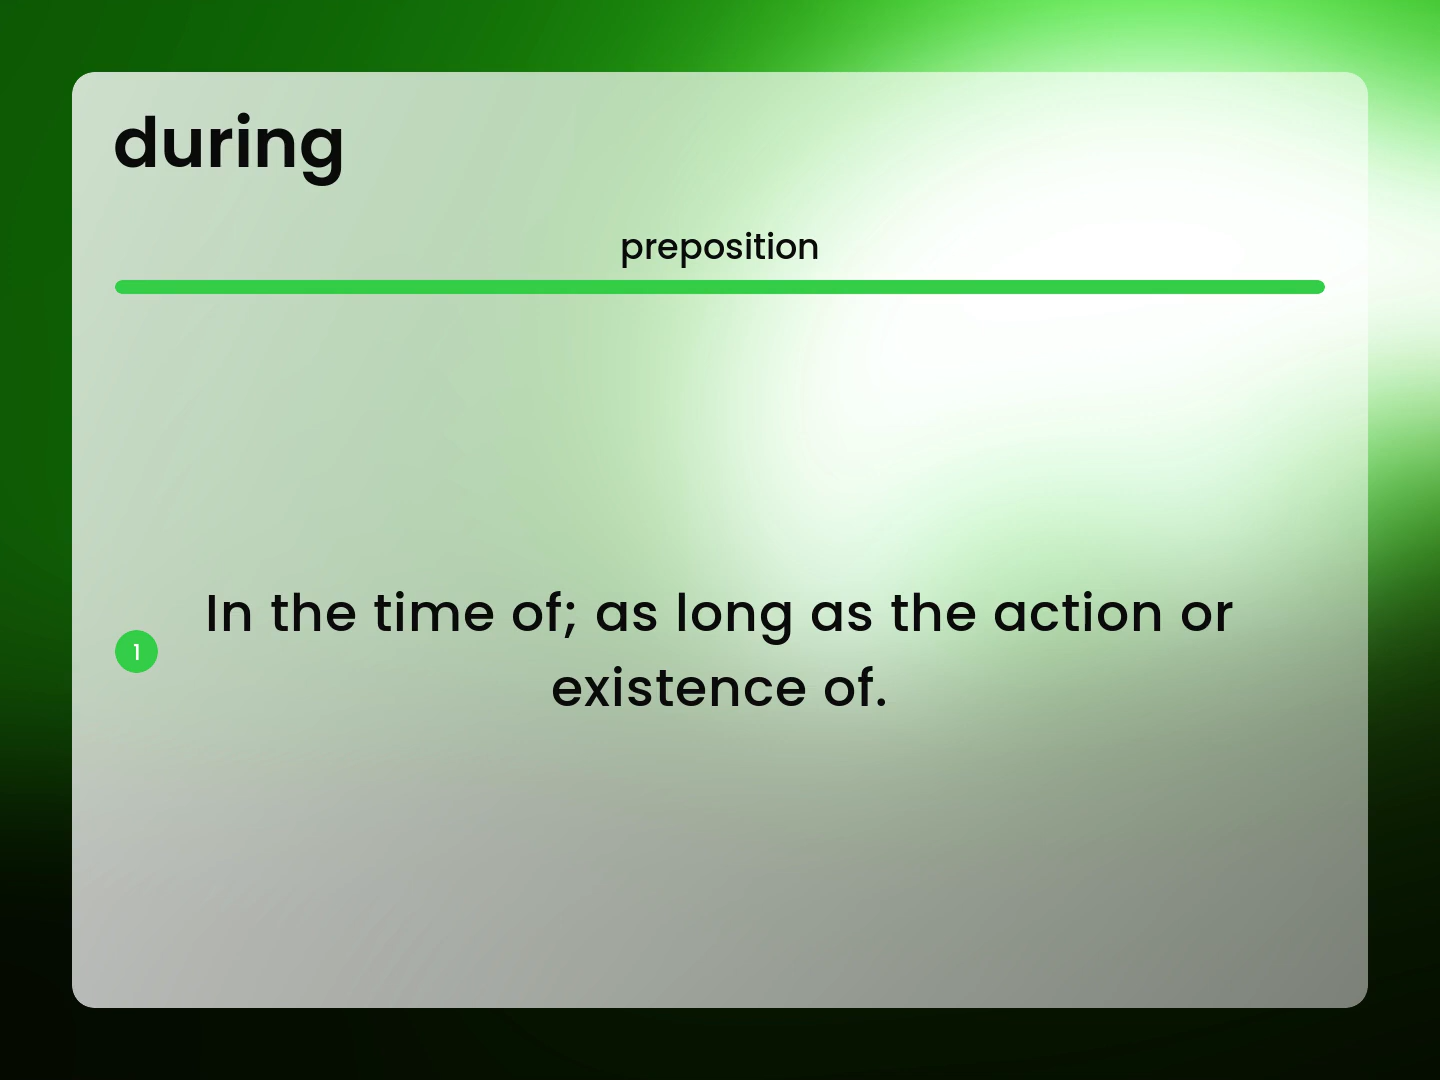 during
preposition
1
In the time of; as long as the action or
existence of.